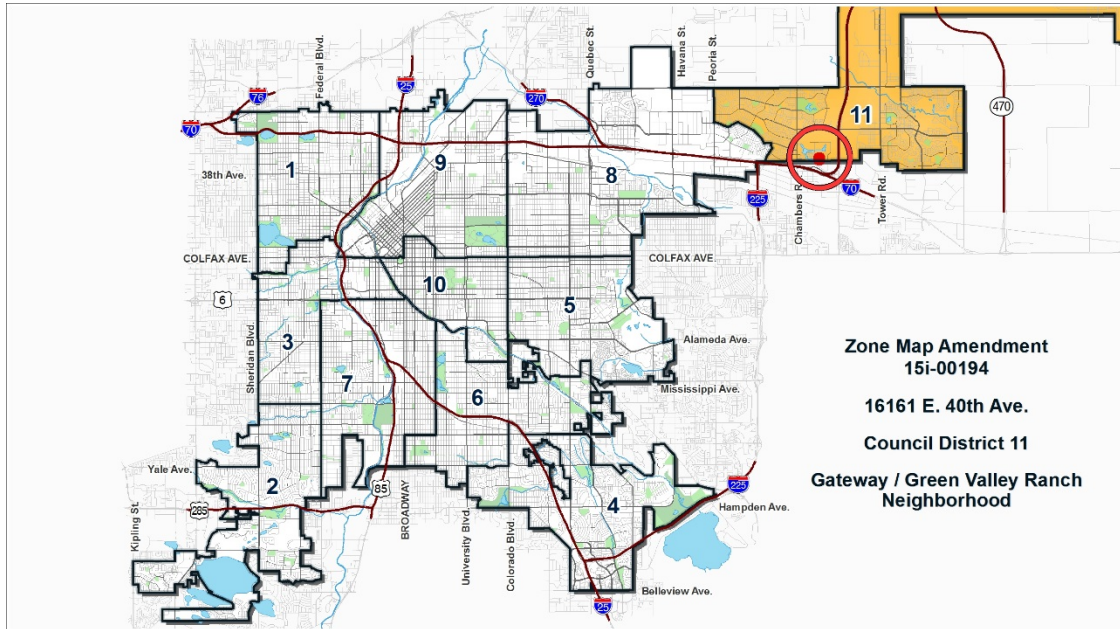 Federal Blvd.
Quebec St.
Havana St.
Peoria St.
76
25
270
70
11
470
1
9
8
38th Ave.
225
70
Tower Rd.
COLFAX AVE.
COLFAX AVE.
10
6
5
3
Sheridan Blvd.
Alameda Ave.
7
6
Mississippi Ave.
Zone Map Amendment
15i-00194
16161 E. 40th Ave.
Council District 11
Gateway / Green Valley Ranch
Neighborhood
Yale Ave.
2
85
225
285
4
Hampden Ave.
Kipling St.
BROADWAY
University Blvd.
Colorado Blvd.
Belleview Ave.
25